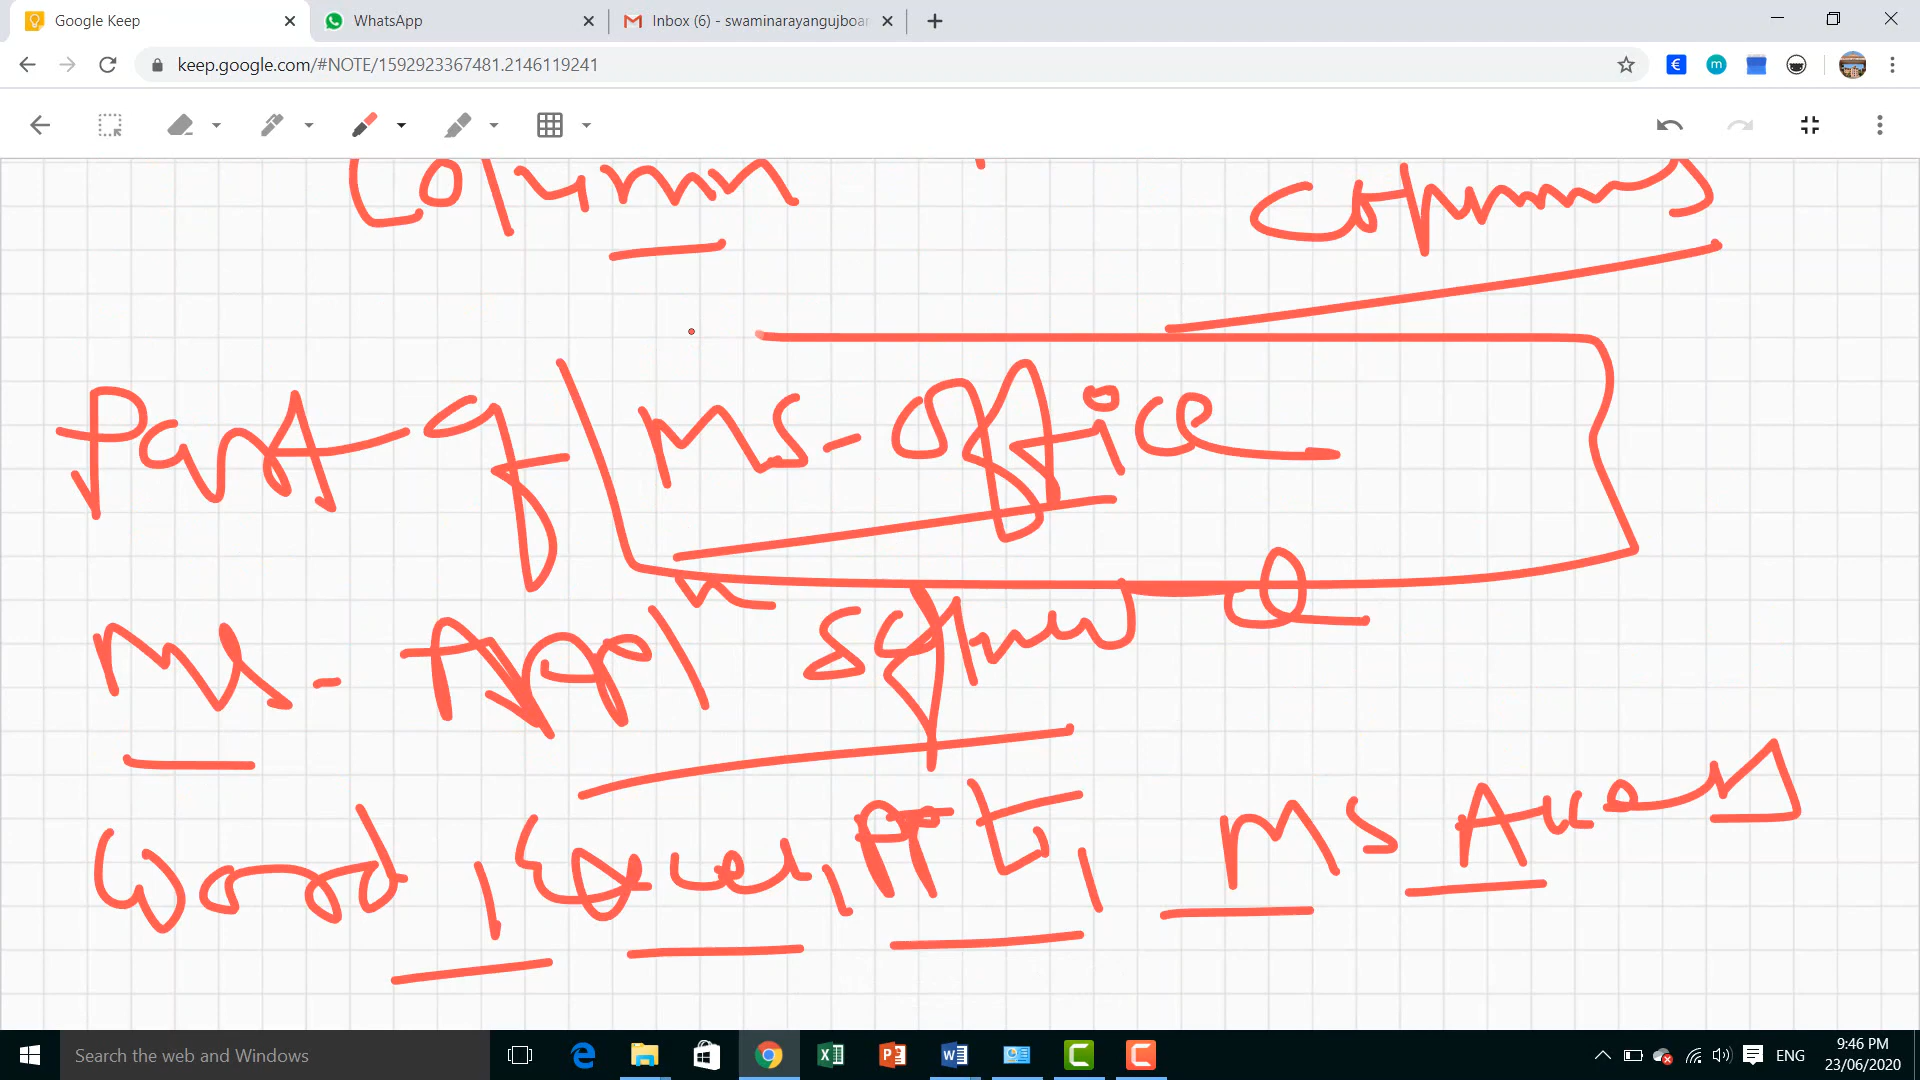 Google Keep
WhatsApp
Inbox (6) - swaminarayangujboar
keep.google.com/#NOTE/1592923367481.2146119241
Column
Columns
Part of MS-Office
MS - Appl software
Word, Excel, PPT, MS Access
Search the web and Windows
ENG
9:46 PM
23/06/2020